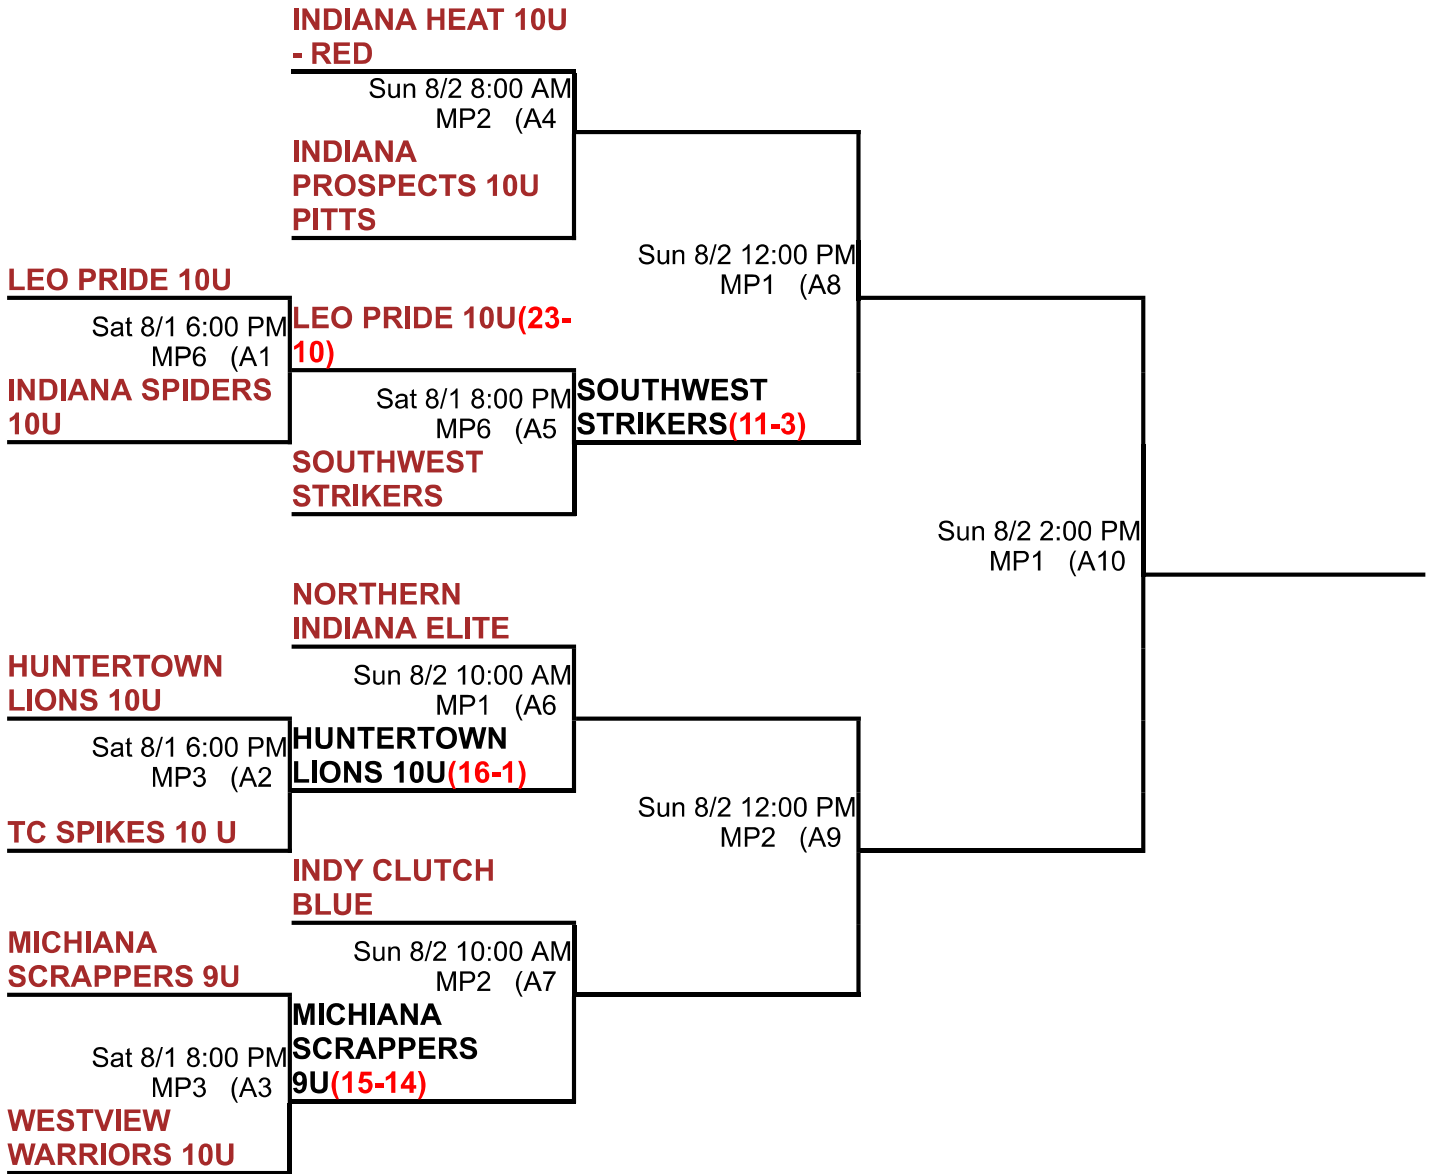 INDIANA HEAT 10U
- RED
Sun 8/2 8:00 AM
MP2 (A4
INDIANA
PROSPECTS 10U
PITTS
Sun 8/2 12:00 PM
MP1 (A8
LEO PRIDE 10U
Sat 8/1 6:00 PM
MP6 (A1
INDIANA SPIDERS
10U
LEO PRIDE 10U(23-
10)
Sat 8/1 8:00 PM
MP6 (A5
SOUTHWEST
STRIKERS
SOUTHWEST
STRIKERS(11-3)
Sun 8/2 2:00 PM
MP1 (A10
NORTHERN
INDIANA ELITE
Sun 8/2 10:00 AM
MP1 (A6
HUNTERTOWN
LIONS 10U
Sat 8/1 6:00 PM
MP3 (A2
TC SPIKES 10 U
HUNTERTOWN
LIONS 10U(16-1)
Sun 8/2 12:00 PM
MP2 (A9
INDY CLUTCH
BLUE
Sun 8/2 10:00 AM
MP2 (A7
MICHIANA
SCRAPPERS 9U
Sat 8/1 8:00 PM
MP3 (A3
WESTVIEW
WARRIORS 10U
MICHIANA
SCRAPPERS
9U(15-14)